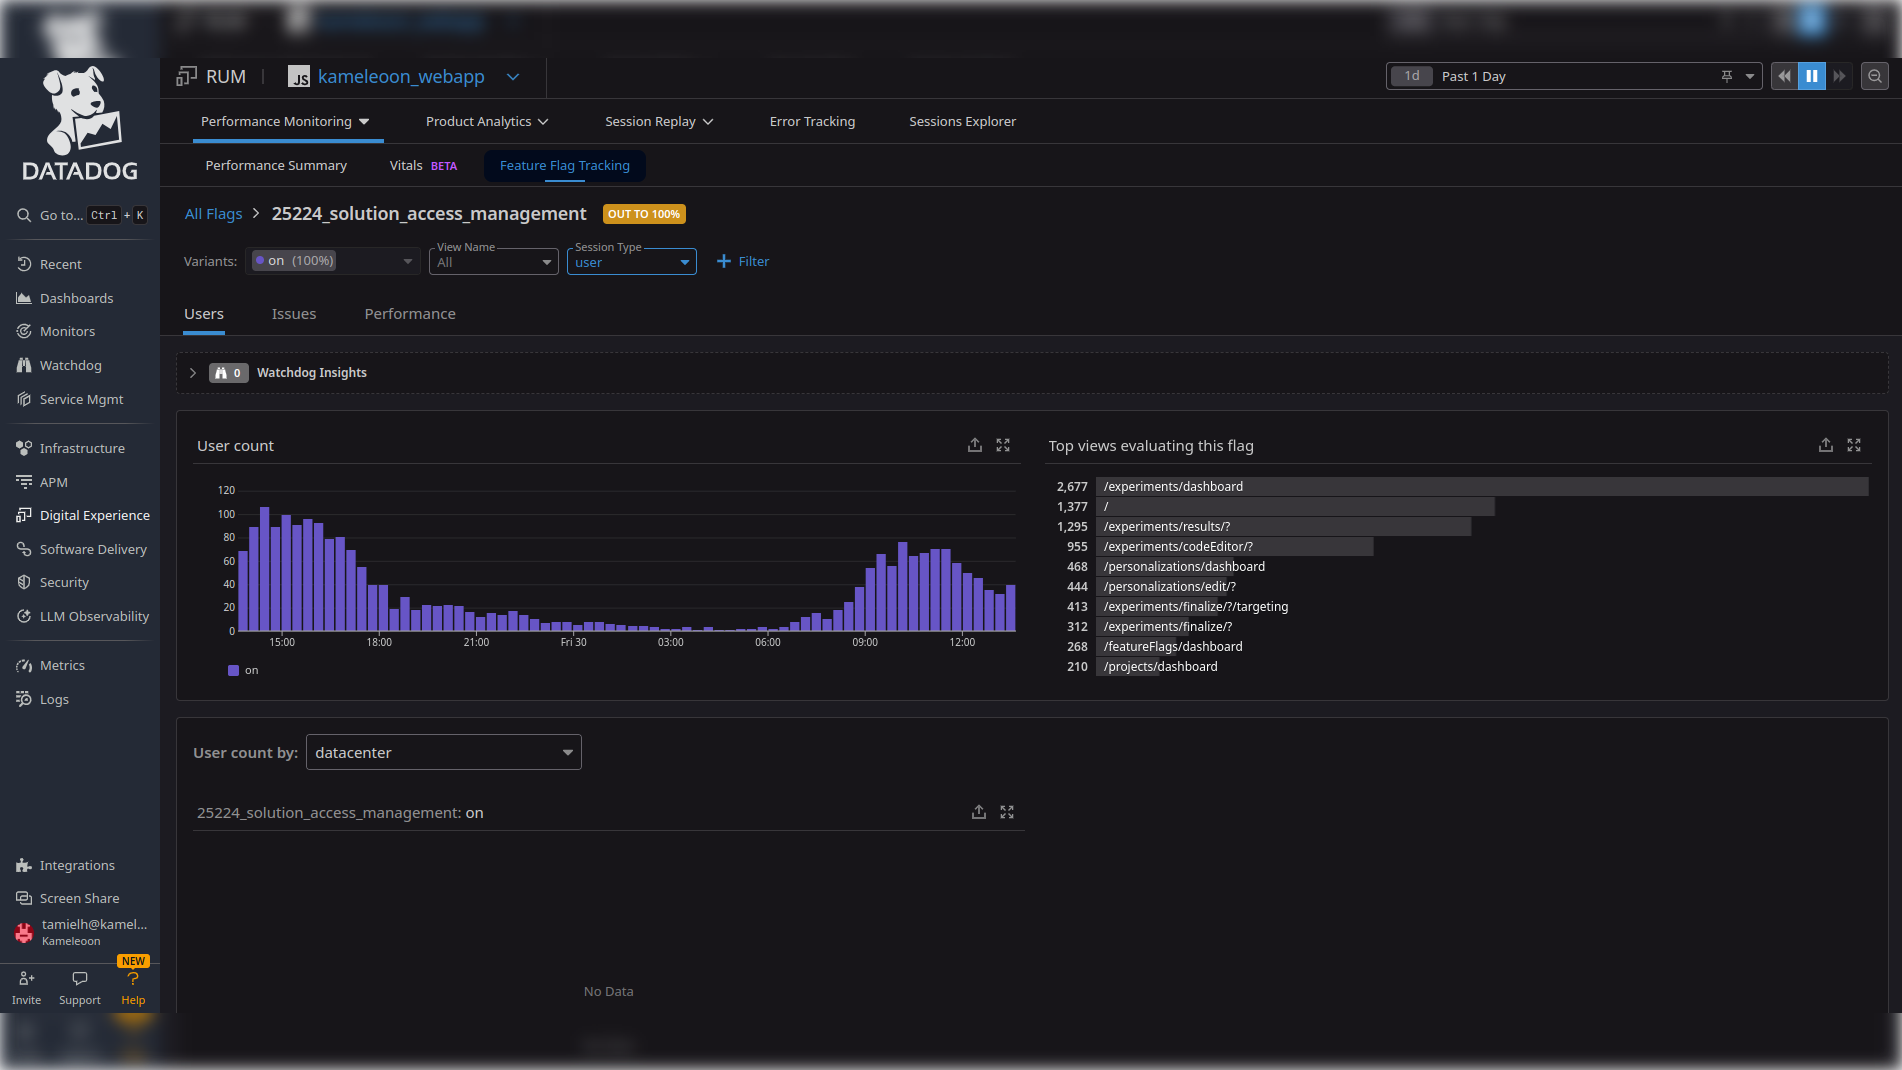 DATADOG
Go to... Ctrl + K
Recent
Dashboards
Monitors
Watchdog
Service Mgmt
Infrastructure
APM
Digital Experience
Software Delivery
Security
LLM Observability
Metrics
Logs
Integrations
Screen Share
tamielh@kamel...
Kameleoon
NEW
Invite Support Help
RUM JS kameleoon_webapp
1d Past 1 Day
Performance Monitoring Product Analytics Session Replay Error Tracking Sessions Explorer
Performance Summary Vitals BETA Feature Flag Tracking
All Flags > 25224_solution_access_management OUT TO 100%
Variants: on (100%) View Name All Session Type user + Filter
Users Issues Performance
0 Watchdog Insights
User count
120
100
80
60
40
20
0
15:00 18:00 21:00 Fri 30 03:00 06:00 09:00 12:00
on
Top views evaluating this flag
2,677 /experiments/dashboard
1,377 /
1,295 /experiments/results/?
955 /experiments/codeEditor/?
468 /personalizations/dashboard
444 /personalizations/edit/?
413 /experiments/finalize/?/targeting
312 /experiments/finalize/?
268 /featureFlags/dashboard
210 /projects/dashboard
User count by: datacenter
25224_solution_access_management: on
No Data